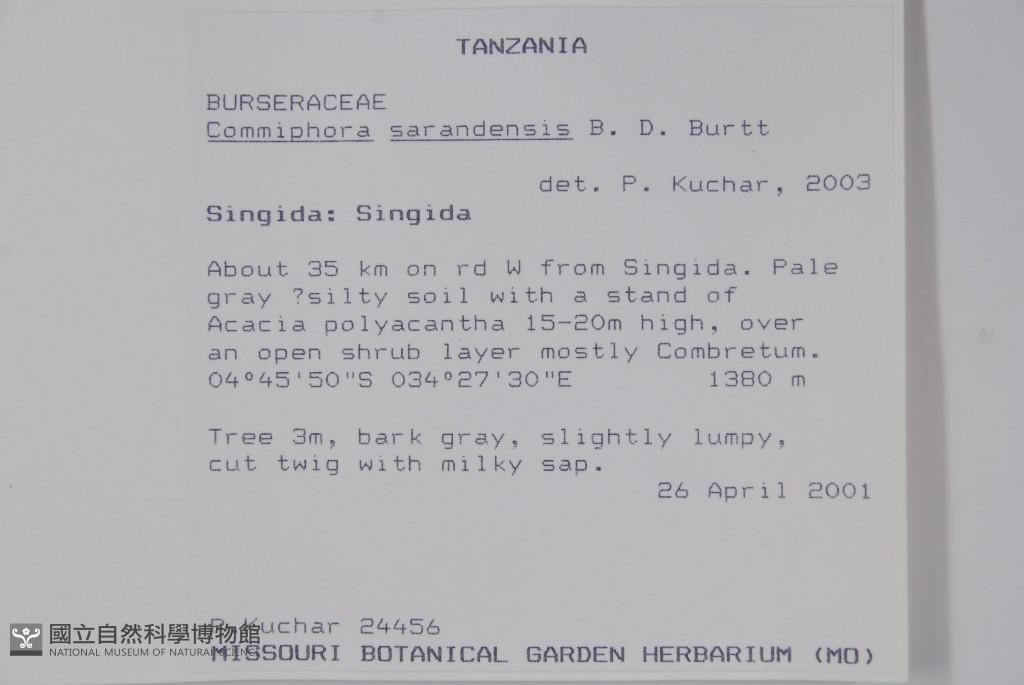 TANZANIA
BURSERACEAE
Commiphora sarandensis B. D. Burtt
det. P. Kuchar, 2003
Singida: Singida
About 35 km on rd W from Singida. Pale
gray ?silty soil with a stand of
Acacia polyacantha 15-20m high, over
an open shrub layer mostly Combretum.
04°45'50"S 034°27'30"E 1380 m
Tree 3m, bark gray, slightly lumpy,
cut twig with milky sap.
26 April 2001
P. Kuchar 24456
MISSOURI BOTANICAL GARDEN HERBARIUM (MO)
國立自然科學博物館
NATIONAL MUSEUM OF NATURAL SCIENCE